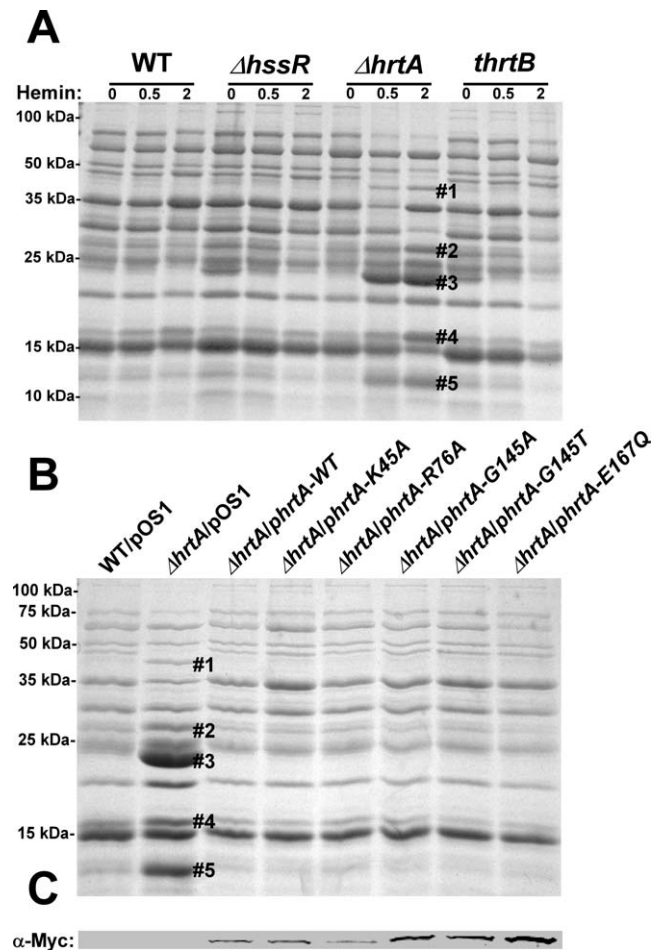 A
WT ΔhssR ΔhrtA thrtB
Hemin: 0 0.5 2 0 0.5 2 0 0.5 2 0 0.5 2
100 kDa-
50 kDa-
#1
35 kDa-
#2
25 kDa-
#3
#4
15 kDa-
#5
10 kDa-
B
WT/pOS1 ΔhrtA/pOS1 ΔhrtA/phrtA-WT ΔhrtA/phrtA-K45A ΔhrtA/phrtA-R76A ΔhrtA/phrtA-G145A ΔhrtA/phrtA-G145T ΔhrtA/phrtA-E167Q
100 kDa-
75 kDa-
50 kDa-
#1
35 kDa-
#2
25 kDa-
#3
#4
15 kDa-
#5
C
α-Myc: